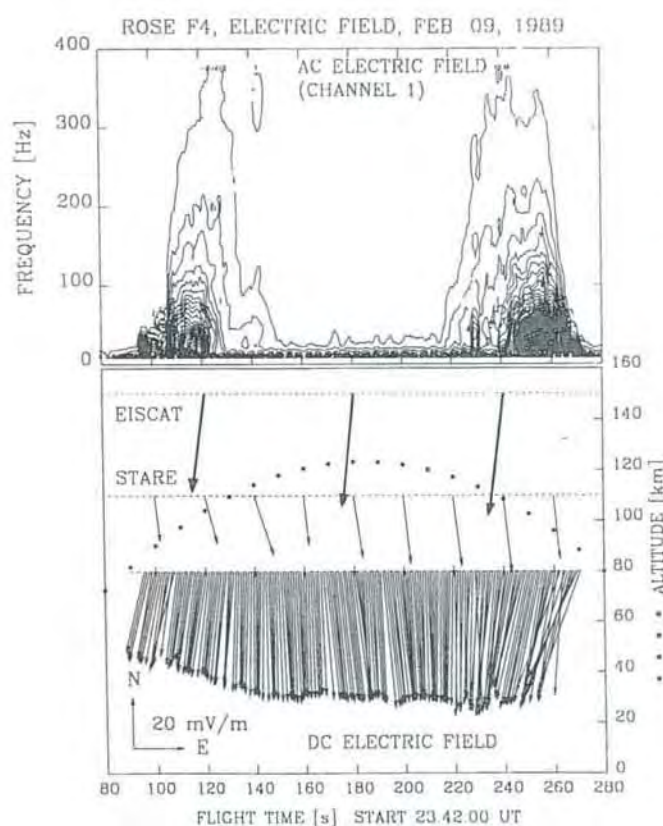 ROSE F4, ELECTRIC FIELD, FEB 09, 1989
AC ELECTRIC FIELD
(CHANNEL 1)
FREQUENCY [Hz]
400
300
200
100
0
EISCAT
STARE
N
20 mV/m
E
DC ELECTRIC FIELD
160
140
120
100
80
60
40
20
0
ALTITUDE [km]
80 100 120 140 160 180 200 220 240 260 280
FLIGHT TIME [s] START 23.42.00 UT